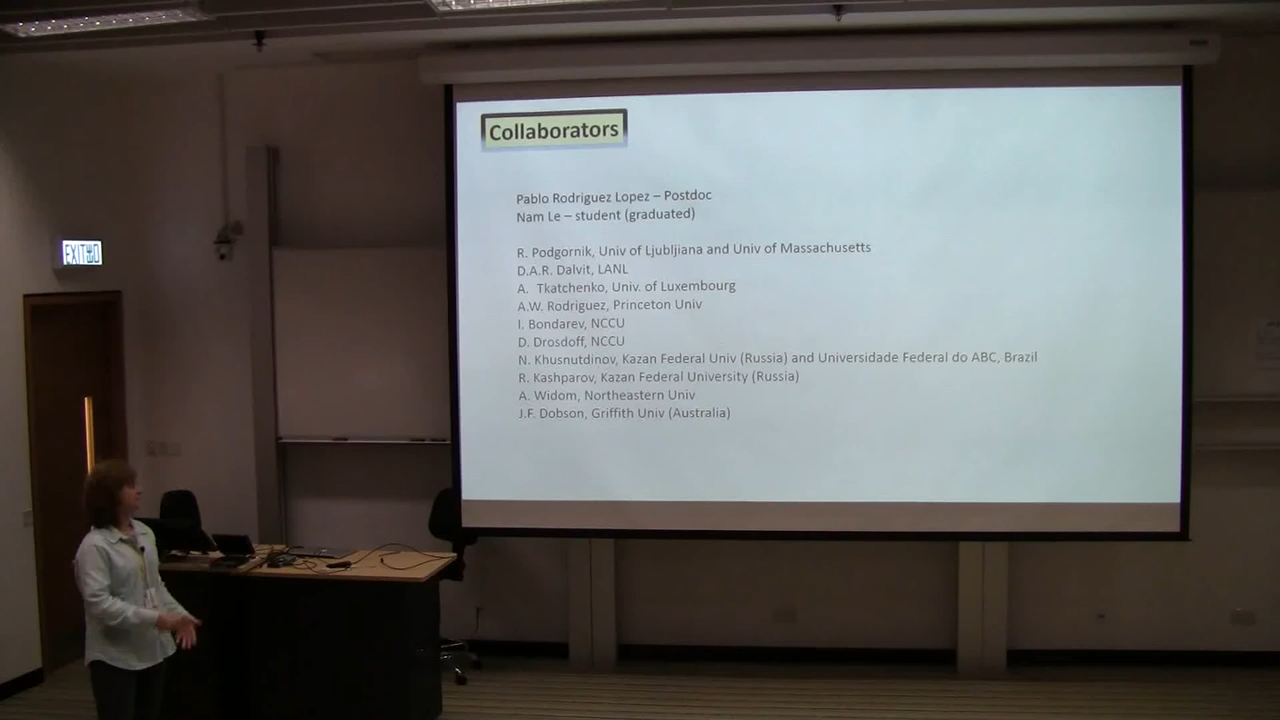 Collaborators
Pablo Rodriguez Lopez – Postdoc
Nam Le – student (graduated)
R. Podgornik, Univ of Ljubljiana and Univ of Massachusetts
D.A.R. Dalvit, LANL
A. Tkatchenko, Univ. of Luxembourg
A.W. Rodriguez, Princeton Univ
I. Bondarev, NCCU
D. Drosdoff, NCCU
N. Khusnutdinov, Kazan Federal Univ (Russia) and Universidade Federal do ABC, Brazil
R. Kashparov, Kazan Federal University (Russia)
A. Widom, Northeastern Univ
J.F. Dobson, Griffith Univ (Australia)
EXIT